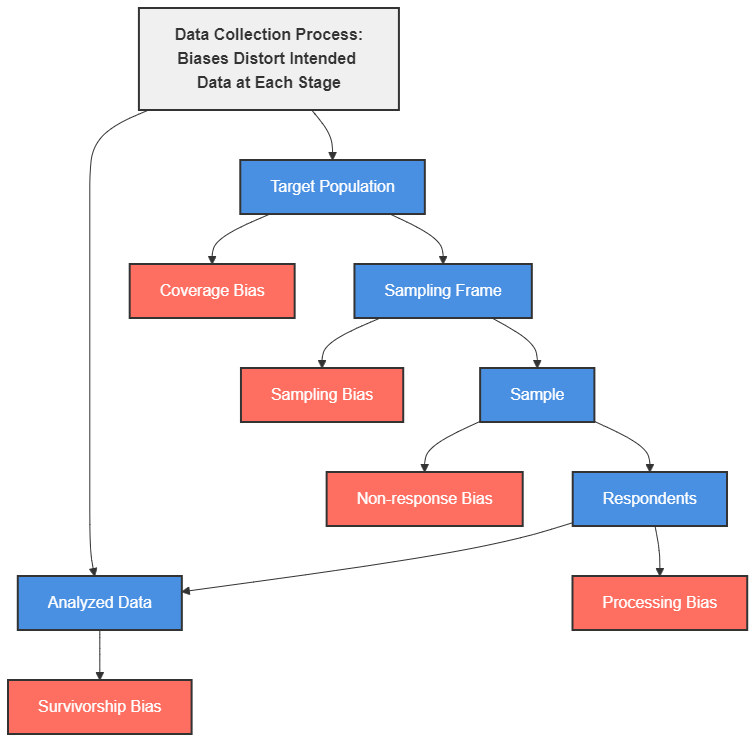 Data Collection Process:
Biases Distort Intended
Data at Each Stage
Target Population
Coverage Bias
Sampling Frame
Sampling Bias
Sample
Non-response Bias
Respondents
Analyzed Data
Processing Bias
Survivorship Bias